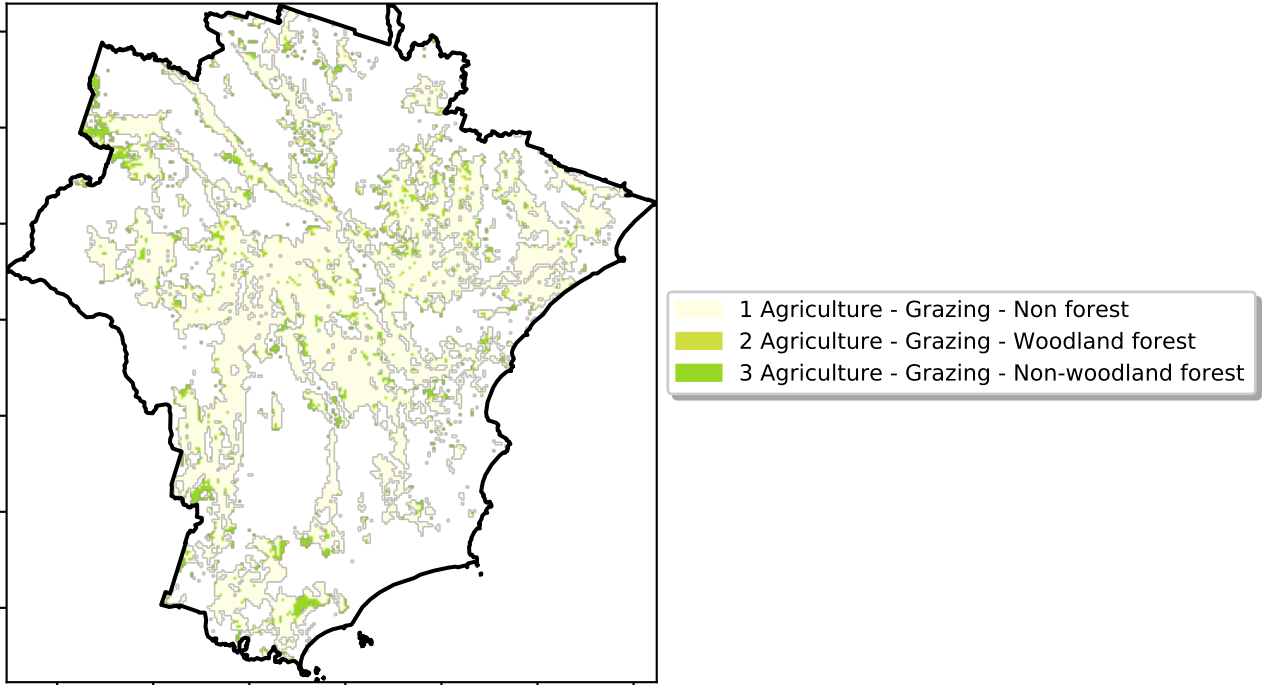 1 Agriculture - Grazing - Non forest
2 Agriculture - Grazing - Woodland forest
3 Agriculture - Grazing - Non-woodland forest